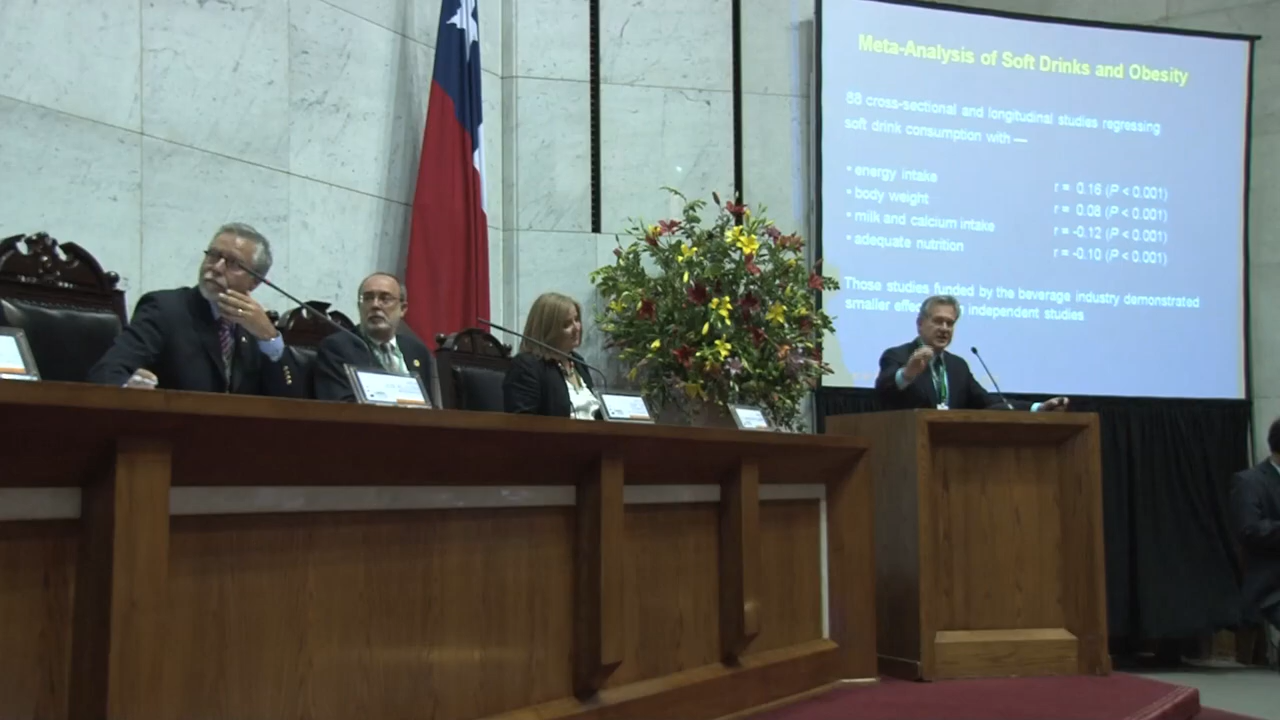 Meta-Analysis of Soft Drinks and Obesity
88 cross-sectional and longitudinal studies regressing
soft drink consumption with —
• energy intake r = 0.16 (P < 0.001)
• body weight r = 0.08 (P < 0.001)
• milk and calcium intake r = -0.12 (P < 0.001)
• adequate nutrition r = -0.10 (P < 0.001)
Those studies funded by the beverage industry demonstrated
smaller independent studies